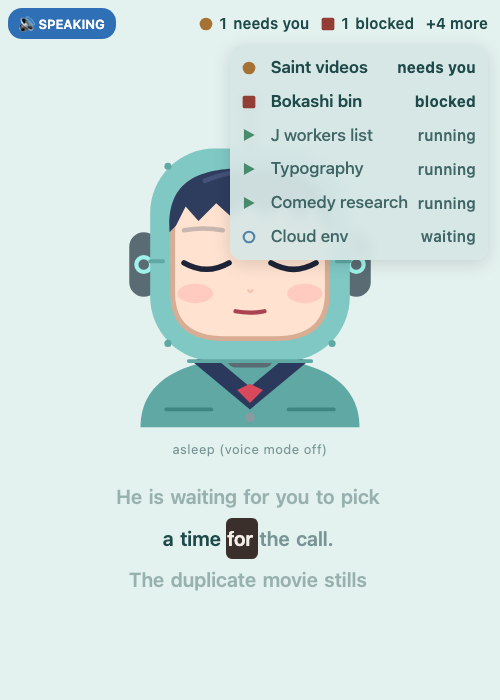 🔊 SPEAKING
1 needs you 1 blocked +4 more
Saint videos needs you
Bokashi bin blocked
J workers list running
Typography running
Comedy research running
Cloud env waiting
asleep (voice mode off)
He is waiting for you to pick
a time for the call.
The duplicate movie stills